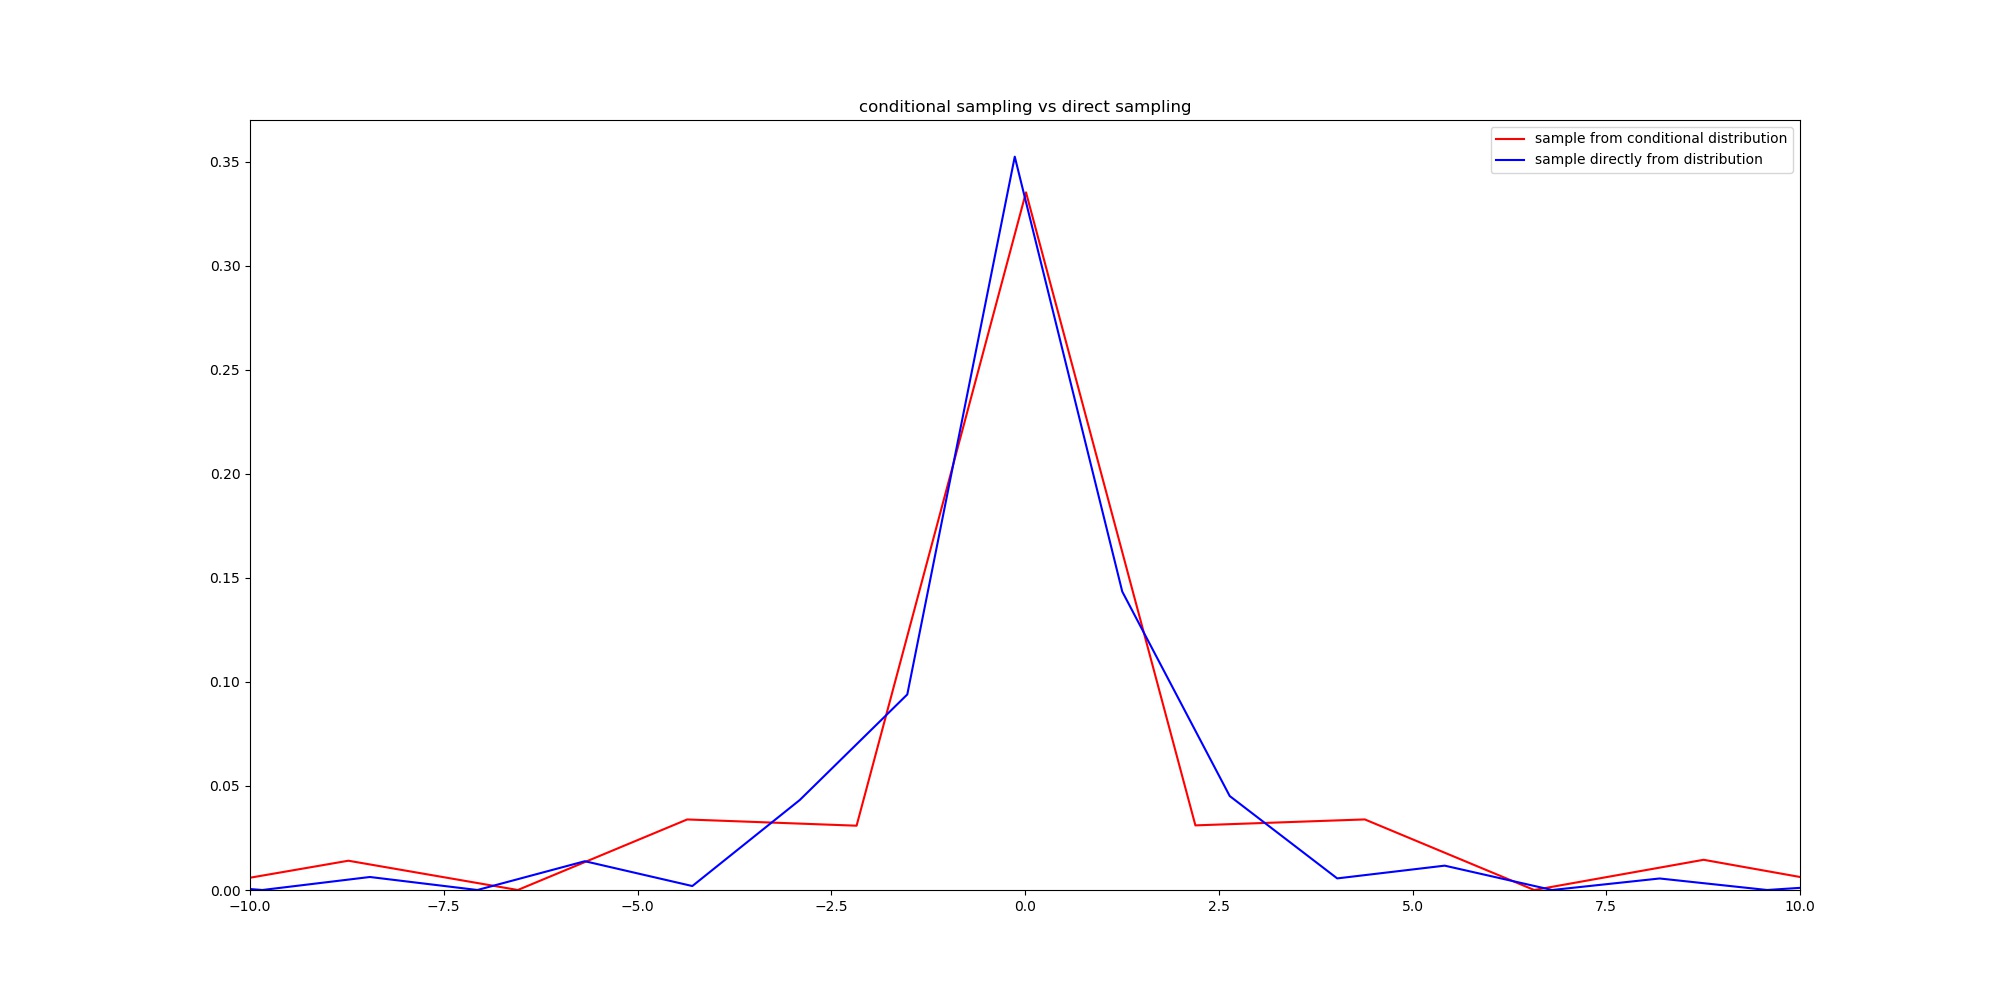 conditional sampling vs direct sampling
sample from conditional distribution
sample directly from distribution
0.35
0.30
0.25
0.20
0.15
0.10
0.05
0.00
−10.0 −7.5 −5.0 −2.5 0.0 2.5 5.0 7.5 10.0